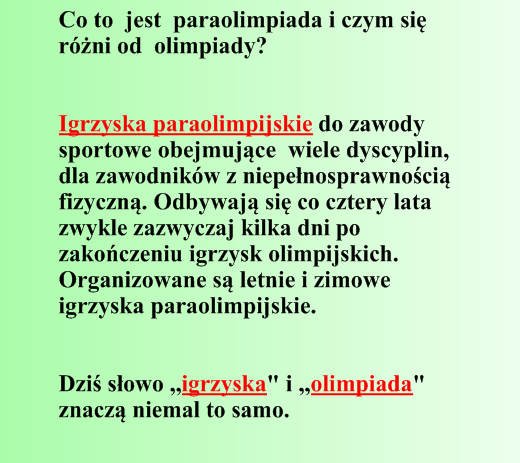 Co to jest paraolimpiada i czym się
różni od olimpiady?
Igrzyska paraolimpijskie do zawody
sportowe obejmujące wiele dyscyplin,
dla zawodników z niepełnosprawnością
fizyczną. Odbywają się co cztery lata
zwykle zazwyczaj kilka dni po
zakończeniu igrzysk olimpijskich.
Organizowane są letnie i zimowe
igrzyska paraolimpijskie.
Dziś słowo „igrzyska" i „olimpiada"
znaczą niemal to samo.